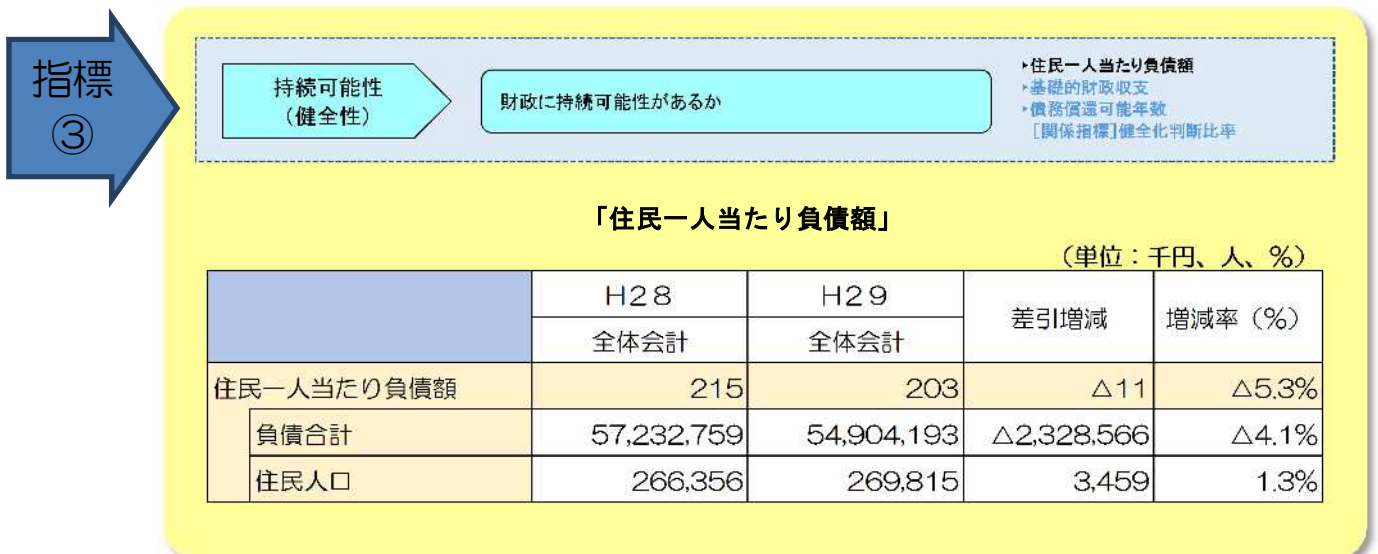 指標
③
持続可能性
(健全性)
財政に持続可能性があるか
▸住民一人当たり負債額
▸基礎的財政収支
▸債務償還可能年数
[関係指標]健全化判断比率
「住民一人当たり負債額」
(単位:千円、人、%)
H28 H29 差引増減 増減率(%)
全体会計 全体会計
住民一人当たり負債額 215 203 △11 △5.3%
負債合計 57,232,759 54,904,193 △2,328,566 △4.1%
住民人口 266,356 269,815 3,459 1.3%